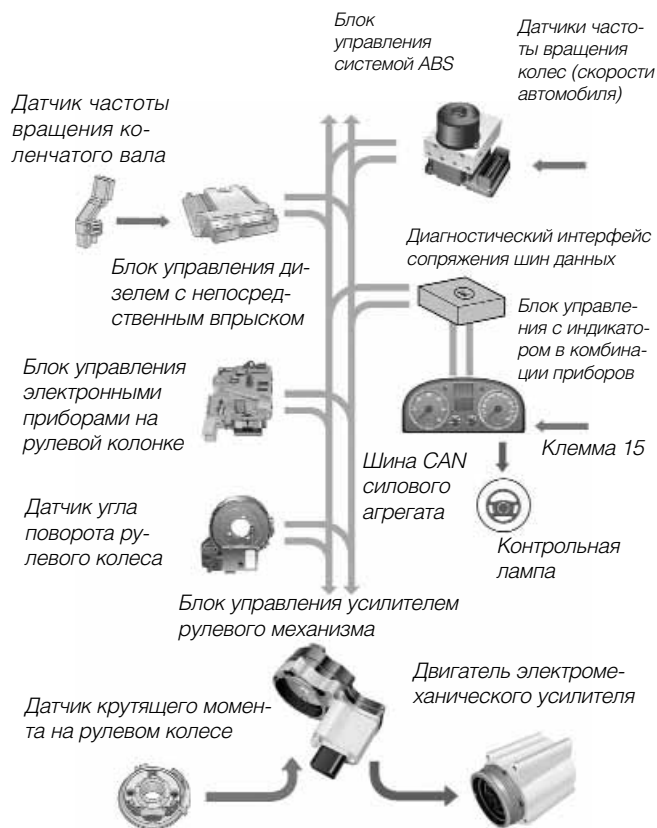 Блок
управления
системой ABS
Датчики часто-
ты вращения
колес (скорости
автомобиля)
Датчик частоты
вращения ко-
ленчатого вала
Блок управления ди-
зелем с непосред-
ственным впрыском
Диагностический интерфейс
сопряжения шин данных
Блок управле-
ния с индикато-
ром в комбина-
ции приборов
Блок управления
электронными
приборами на
рулевой колонке
Клемма 15
Шина CAN
силового
агрегата
Датчик угла
поворота ру-
левого колеса
Контрольная
лампа
Блок управления усилителем
рулевого механизма
Двигатель электроме-
ханического усилителя
Датчик крутящего момен-
та на рулевом колесе